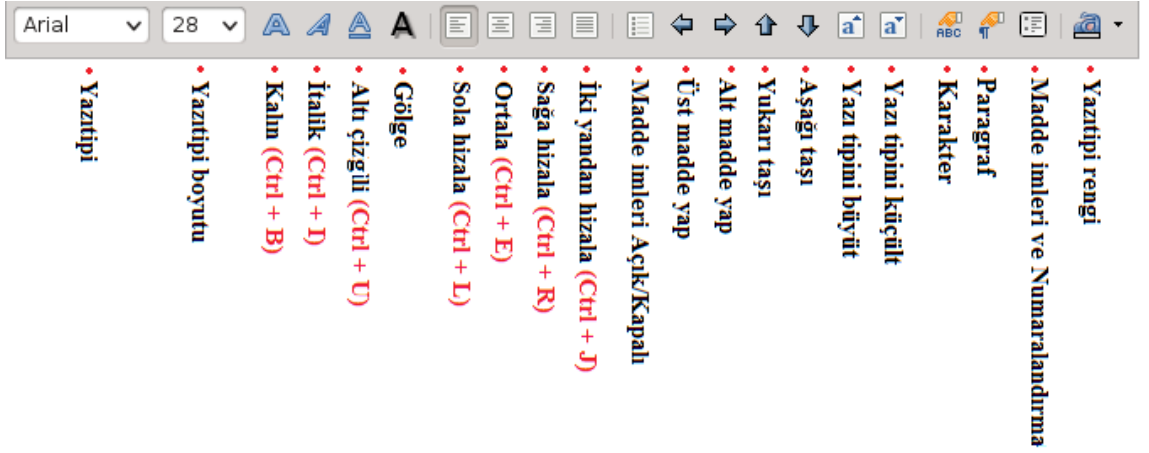 Arial
28
A A A A
a a
ABC
a
• Yazıtipi
• Yazıtipi boyutu
• Kalın (Ctrl + B)
• İtalik (Ctrl + I)
• Altı çizgili (Ctrl + U)
• Gölge
• Sola hizala (Ctrl + L)
• Ortala (Ctrl + E)
• Sağa hizala (Ctrl + R)
• İki yandan hizala (Ctrl + J)
• Madde imleri Açık/Kapalı
• Üst madde yap
• Alt madde yap
• Yukarı taşı
• Aşağı taşı
• Yazı tipini büyüt
• Yazı tipini küçült
• Karakter
• Paragraf
• Madde imleri ve Numaralandırma
• Yazıtipi rengi